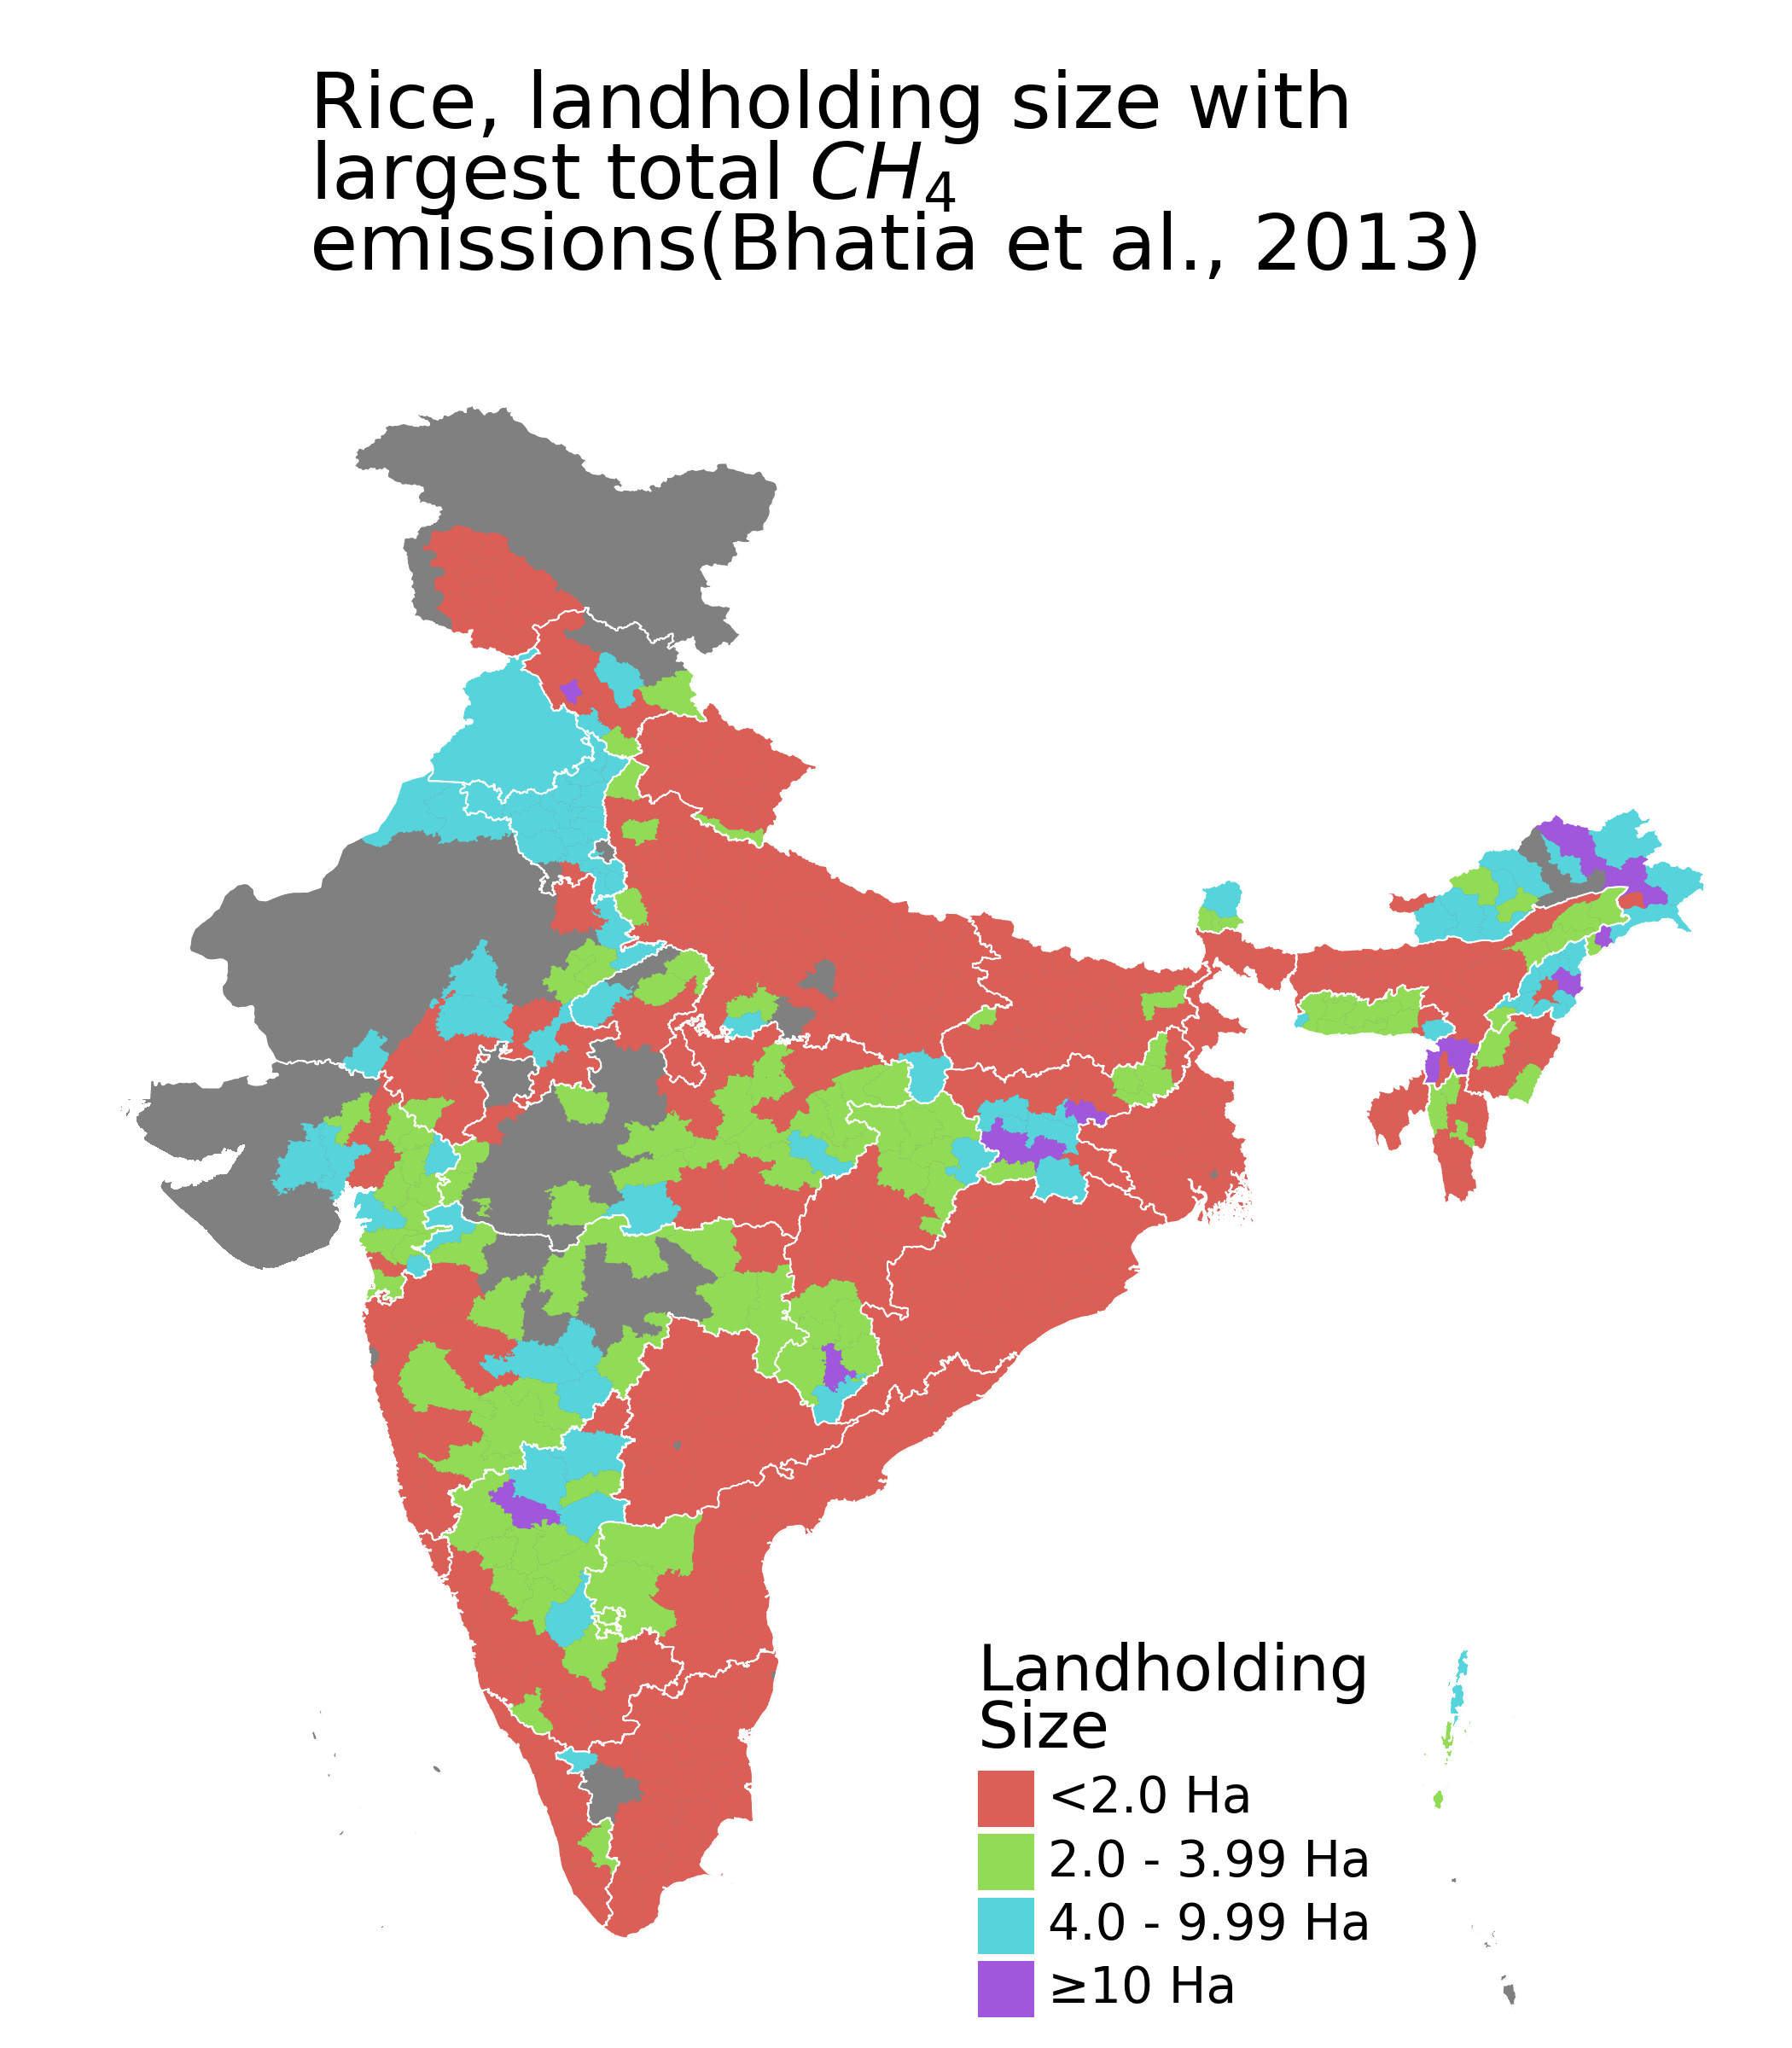 Rice, landholding size with
largest total CH₄
emissions(Bhatia et al., 2013)
Landholding
Size
<2.0 Ha
2.0 - 3.99 Ha
4.0 - 9.99 Ha
≥10 Ha